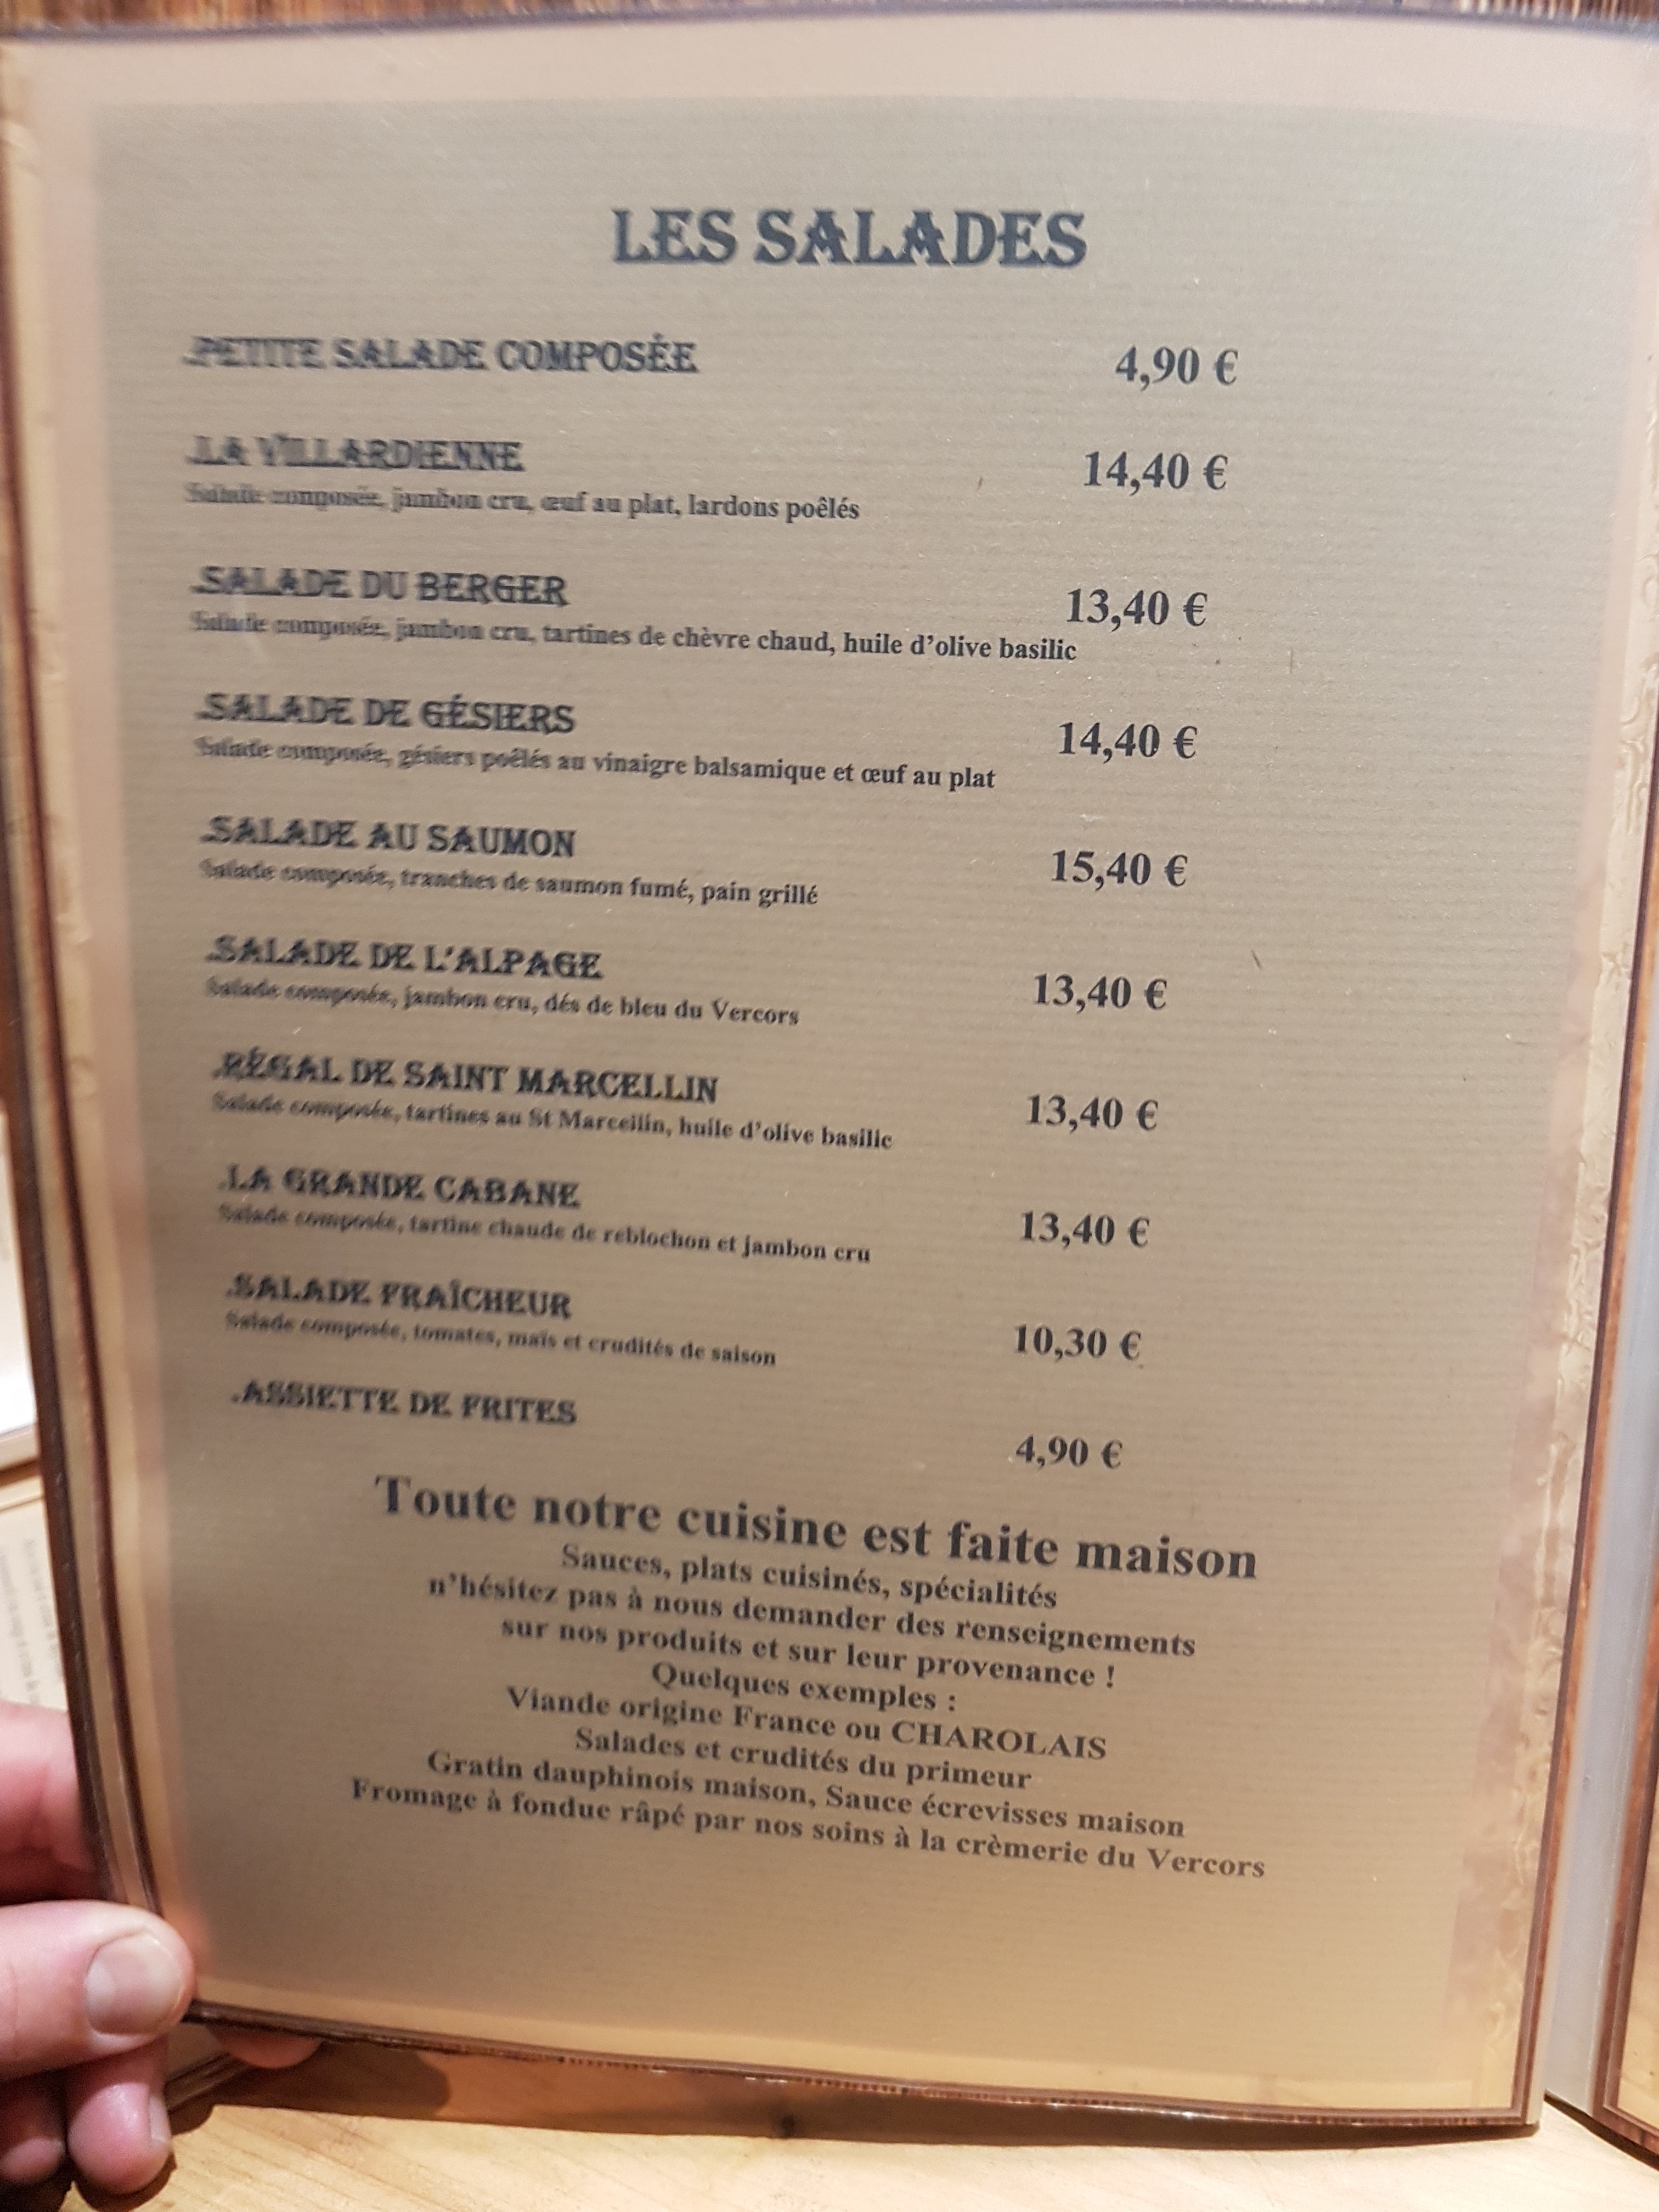 LES SALADES
.PETITE SALADE COMPOSÉE 4,90 €
.LA VILLARDIENNE 14,40 €
Salade composée, jambon cru, œuf au plat, lardons poêlés
.SALADE DU BERGER 13,40 €
Salade composée, jambon cru, tartines de chèvre chaud, huile d'olive basilic
.SALADE DE GÉSIERS 14,40 €
Salade composée, gésiers poêlés au vinaigre balsamique et œuf au plat
.SALADE AU SAUMON 15,40 €
Salade composée, tranches de saumon fumé, pain grillé
.SALADE DE L'ALPAGE 13,40 €
Salade composée, jambon cru, dés de bleu du Vercors
.RÉGAL DE SAINT MARCELLIN 13,40 €
Salade composée, tartines au St Marcellin, huile d'olive basilic
.LA GRANDE CABANE 13,40 €
Salade composée, tartine chaude de reblochon et jambon cru
.SALADE FRAÎCHEUR 10,30 €
Salade composée, tomates, maïs et crudités de saison
.ASSIETTE DE FRITES 4,90 €
Toute notre cuisine est faite maison
Sauces, plats cuisinés, spécialités
n'hésitez pas à nous demander des renseignements
sur nos produits et sur leur provenance !
Quelques exemples :
Viande origine France ou CHAROLAIS
Salades et crudités du primeur
Gratin dauphinois maison, Sauce écrevisses maison
Fromage à fondue râpé par nos soins à la crèmerie du Vercors